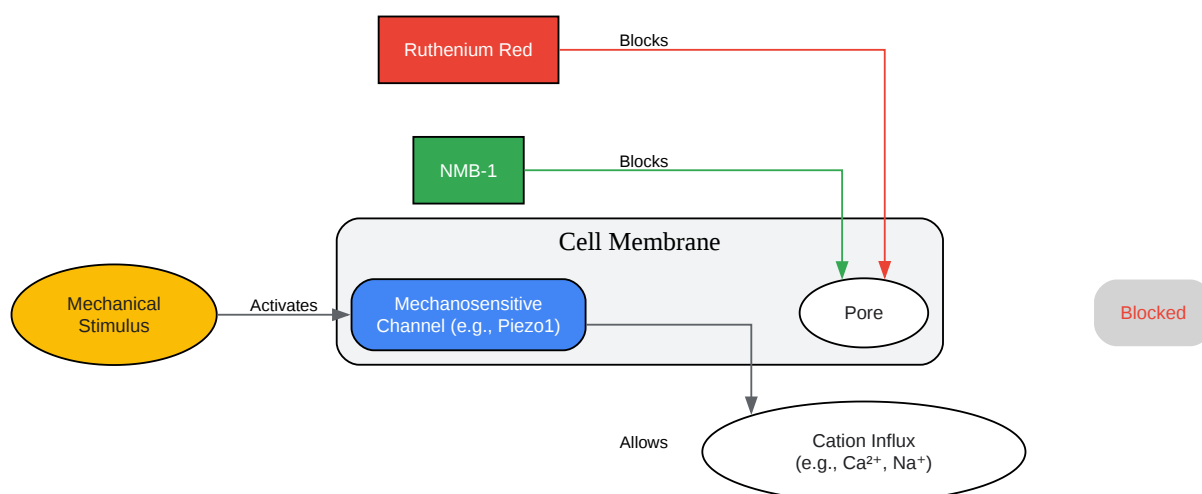 Ruthenium Red
Blocks
NMB-1
Blocks
Cell Membrane
Mechanical
Stimulus
Activates
Mechanosensitive
Channel (e.g., Piezo1)
Pore
Blocked
Allows
Cation Influx
(e.g., Ca²⁺, Na⁺)